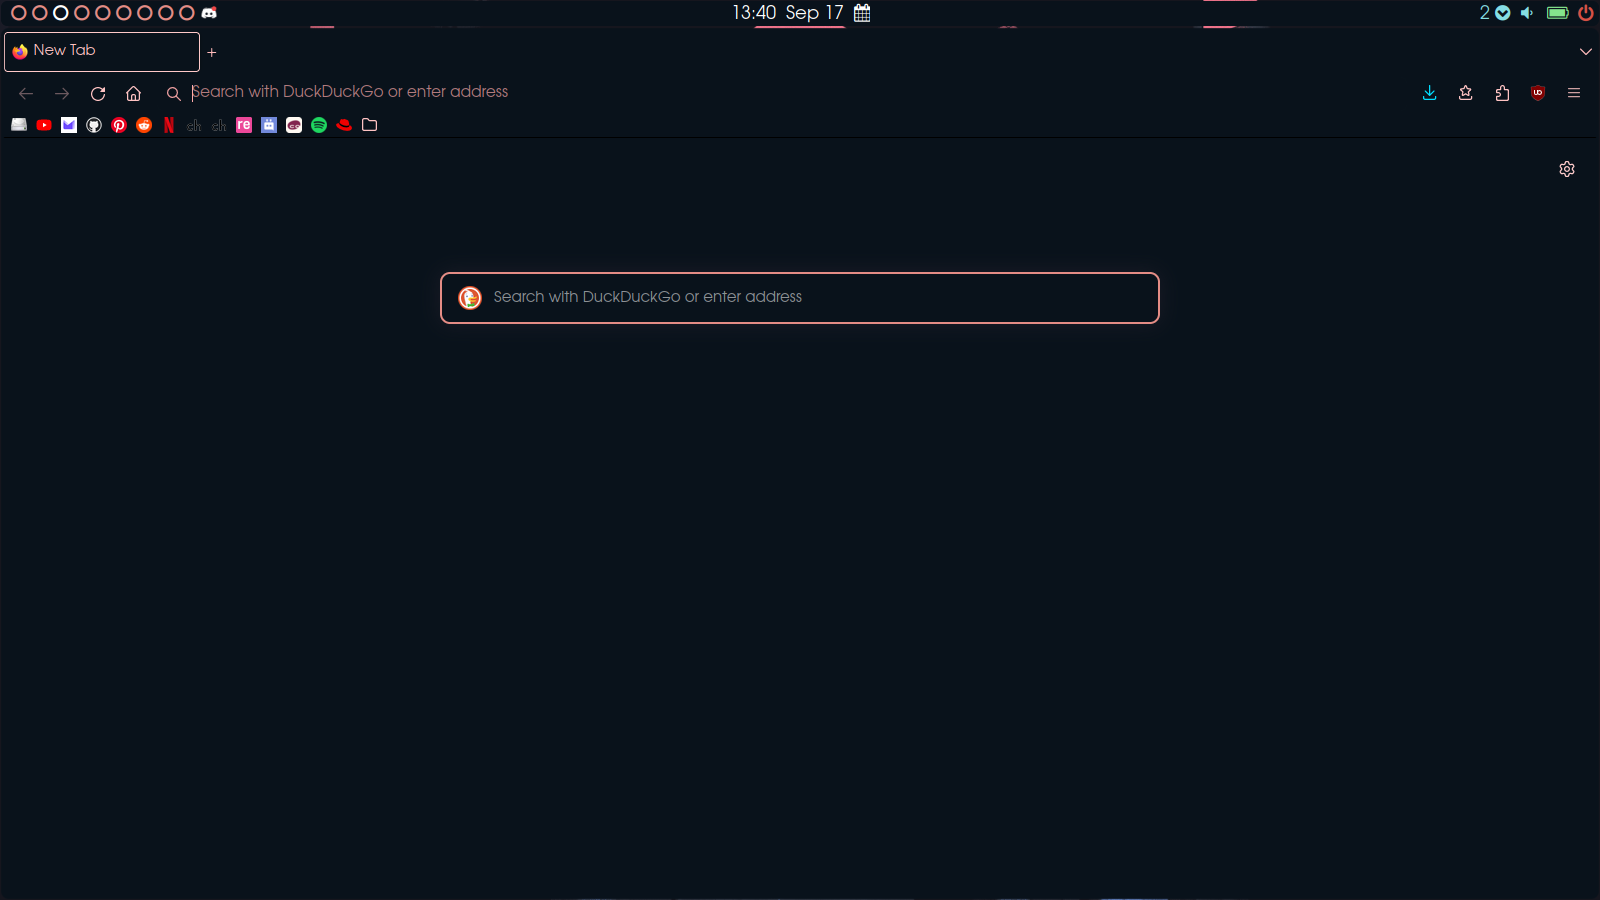 13:40 Sep 17
2
New Tab
Search with DuckDuckGo or enter address
ch ch re
Search with DuckDuckGo or enter address